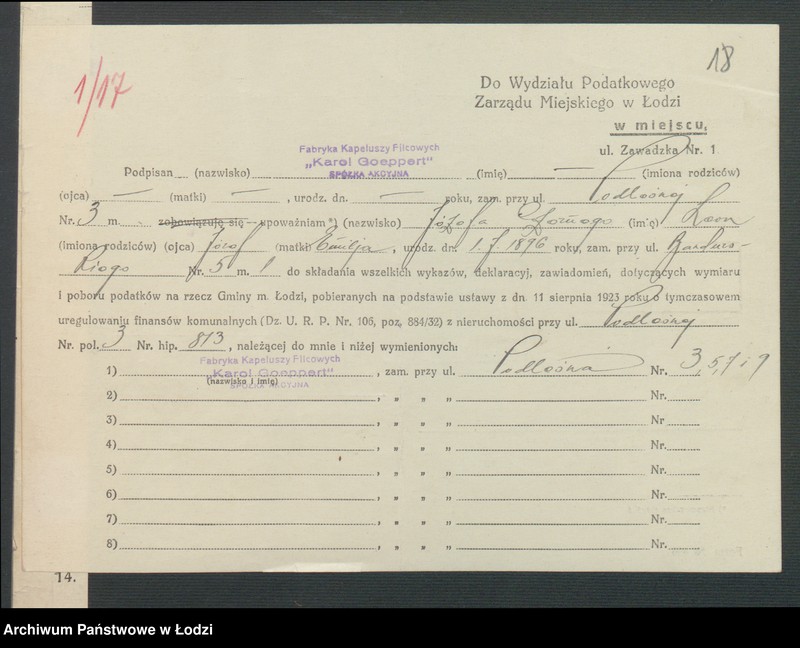 1/17
18
Do Wydziału Podatkowego
Zarządu Miejskiego w Łodzi
w miejscu,
ul. Zawadzka Nr. 1
Fabryka Kapeluszy Filcowych
„Karol Goeppert"
SPÓŁKA AKCYJNA
Podpisan (nazwisko) (imię) — (imiona rodziców)
(ojca) — (matki) — , urodz. dn. — roku, zam. przy ul. Podleśnej
Nr. 3 m. zobowiązuję się — upoważniam *) (nazwisko) Józefa (imię) Leon
(imiona rodziców) (ojca) Józef (matki) Emilja, urodz. dn. 1.I 1896 roku, zam. przy ul. Bandurs-
kiego Nr. 5 m. 1 do składania wszelkich wykazów, deklaracyj, zawiadomień, dotyczących wymiaru
i poboru podatków na rzecz Gminy m. Łodzi, pobieranych na podstawie ustawy z dn. 11 sierpnia 1923 roku o tymczasowem
uregulowaniu finansów komunalnych (Dz. U. R. P. Nr. 106, poz. 884/32) z nieruchomości przy ul. Podleśnej
Nr. pol. 3 Nr. hip. 813, należącej do mnie i niżej wymienionych:
Fabryka Kapeluszy Filcowych
1) „Karol Goeppert" , zam. przy ul. Podleśna Nr. 3, 5, 7 i 9
(nazwisko i imię)
SPÓŁKA AKCYJNA
2) , „ „ „ Nr.
3) , „ „ „ Nr
4) , „ „ „ Nr.
5) , „ „ „ Nr.
6) , „ „ „ Nr.
7) , „ „ „ Nr.
8) , „ „ „ Nr.
14.
Archiwum Państwowe w Łodzi